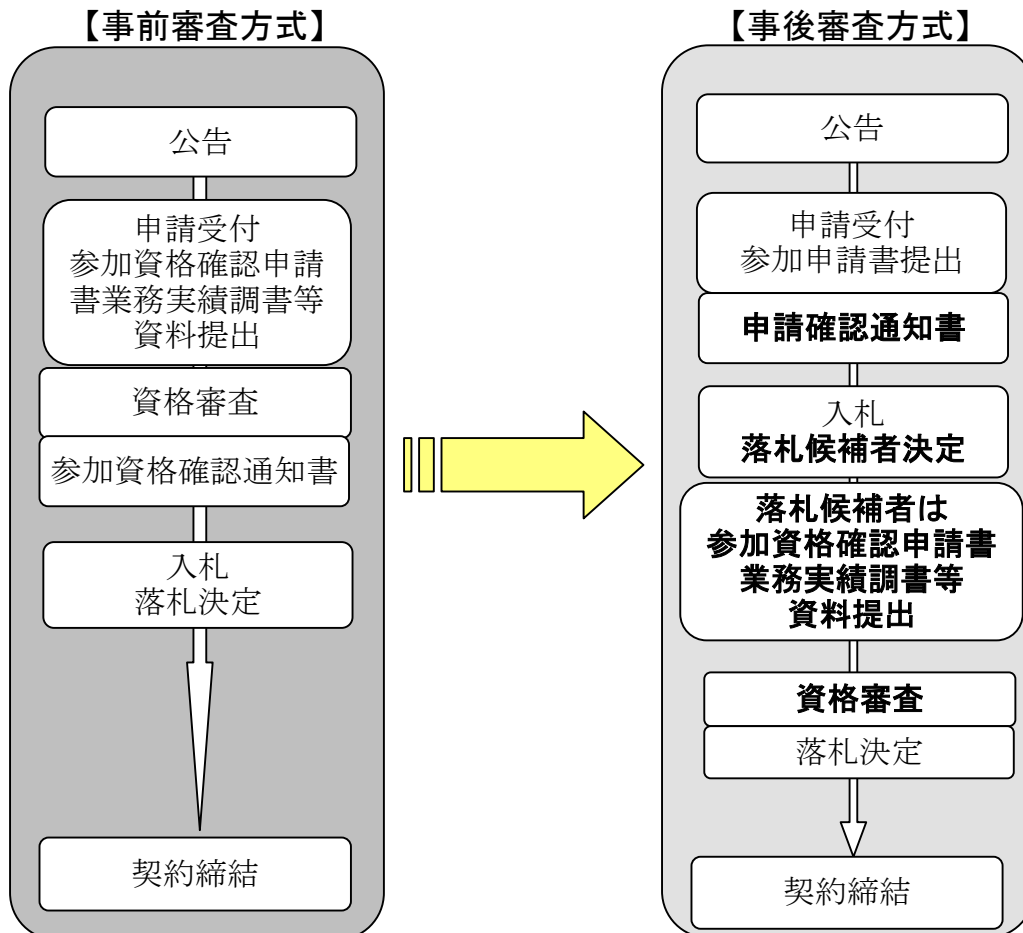 【事前審査方式】
公告
申請受付
参加資格確認申請
書業務実績調書等
資料提出
資格審査
参加資格確認通知書
入札
落札決定
契約締結
【事後審査方式】
公告
申請受付
参加申請書提出
申請確認通知書
入札
落札候補者決定
落札候補者は
参加資格確認申請書
業務実績調書等
資料提出
資格審査
落札決定
契約締結